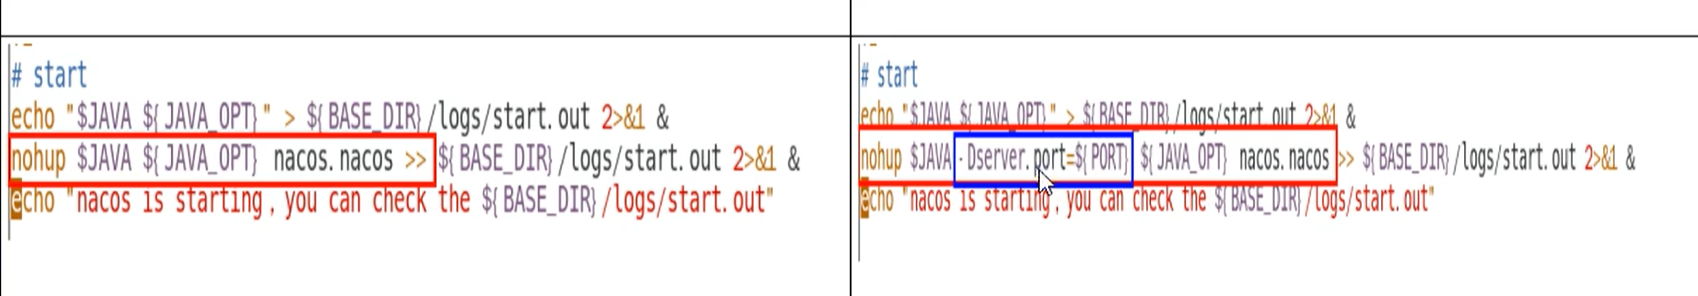 # start
echo "$JAVA ${JAVA_OPT}" > ${BASE_DIR}/logs/start.out 2>&1 &
nohup $JAVA ${JAVA_OPT} nacos.nacos >> ${BASE_DIR}/logs/start.out 2>&1 &
echo "nacos is starting,you can check the ${BASE_DIR}/logs/start.out"
# start
echo "$JAVA ${JAVA_OPT}" > ${BASE_DIR}/logs/start.out 2>&1 &
nohup $JAVA -Dserver.port=${PORT} ${JAVA_OPT} nacos.nacos >> ${BASE_DIR}/logs/start.out 2>&1 &
echo "nacos is starting,you can check the ${BASE_DIR}/logs/start.out"